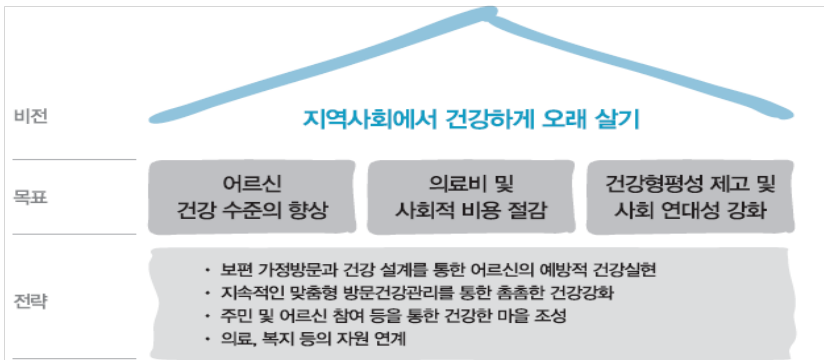 비전
지역사회에서 건강하게 오래 살기
목표
어르신
건강 수준의 향상
의료비 및
사회적 비용 절감
건강형평성 제고 및
사회 연대성 강화
전략
· 보편 가정방문과 건강 설계를 통한 어르신의 예방적 건강실현
· 지속적인 맞춤형 방문건강관리를 통한 촘촘한 건강강화
· 주민 및 어르신 참여 등을 통한 건강한 마을 조성
· 의료, 복지 등의 자원 연계